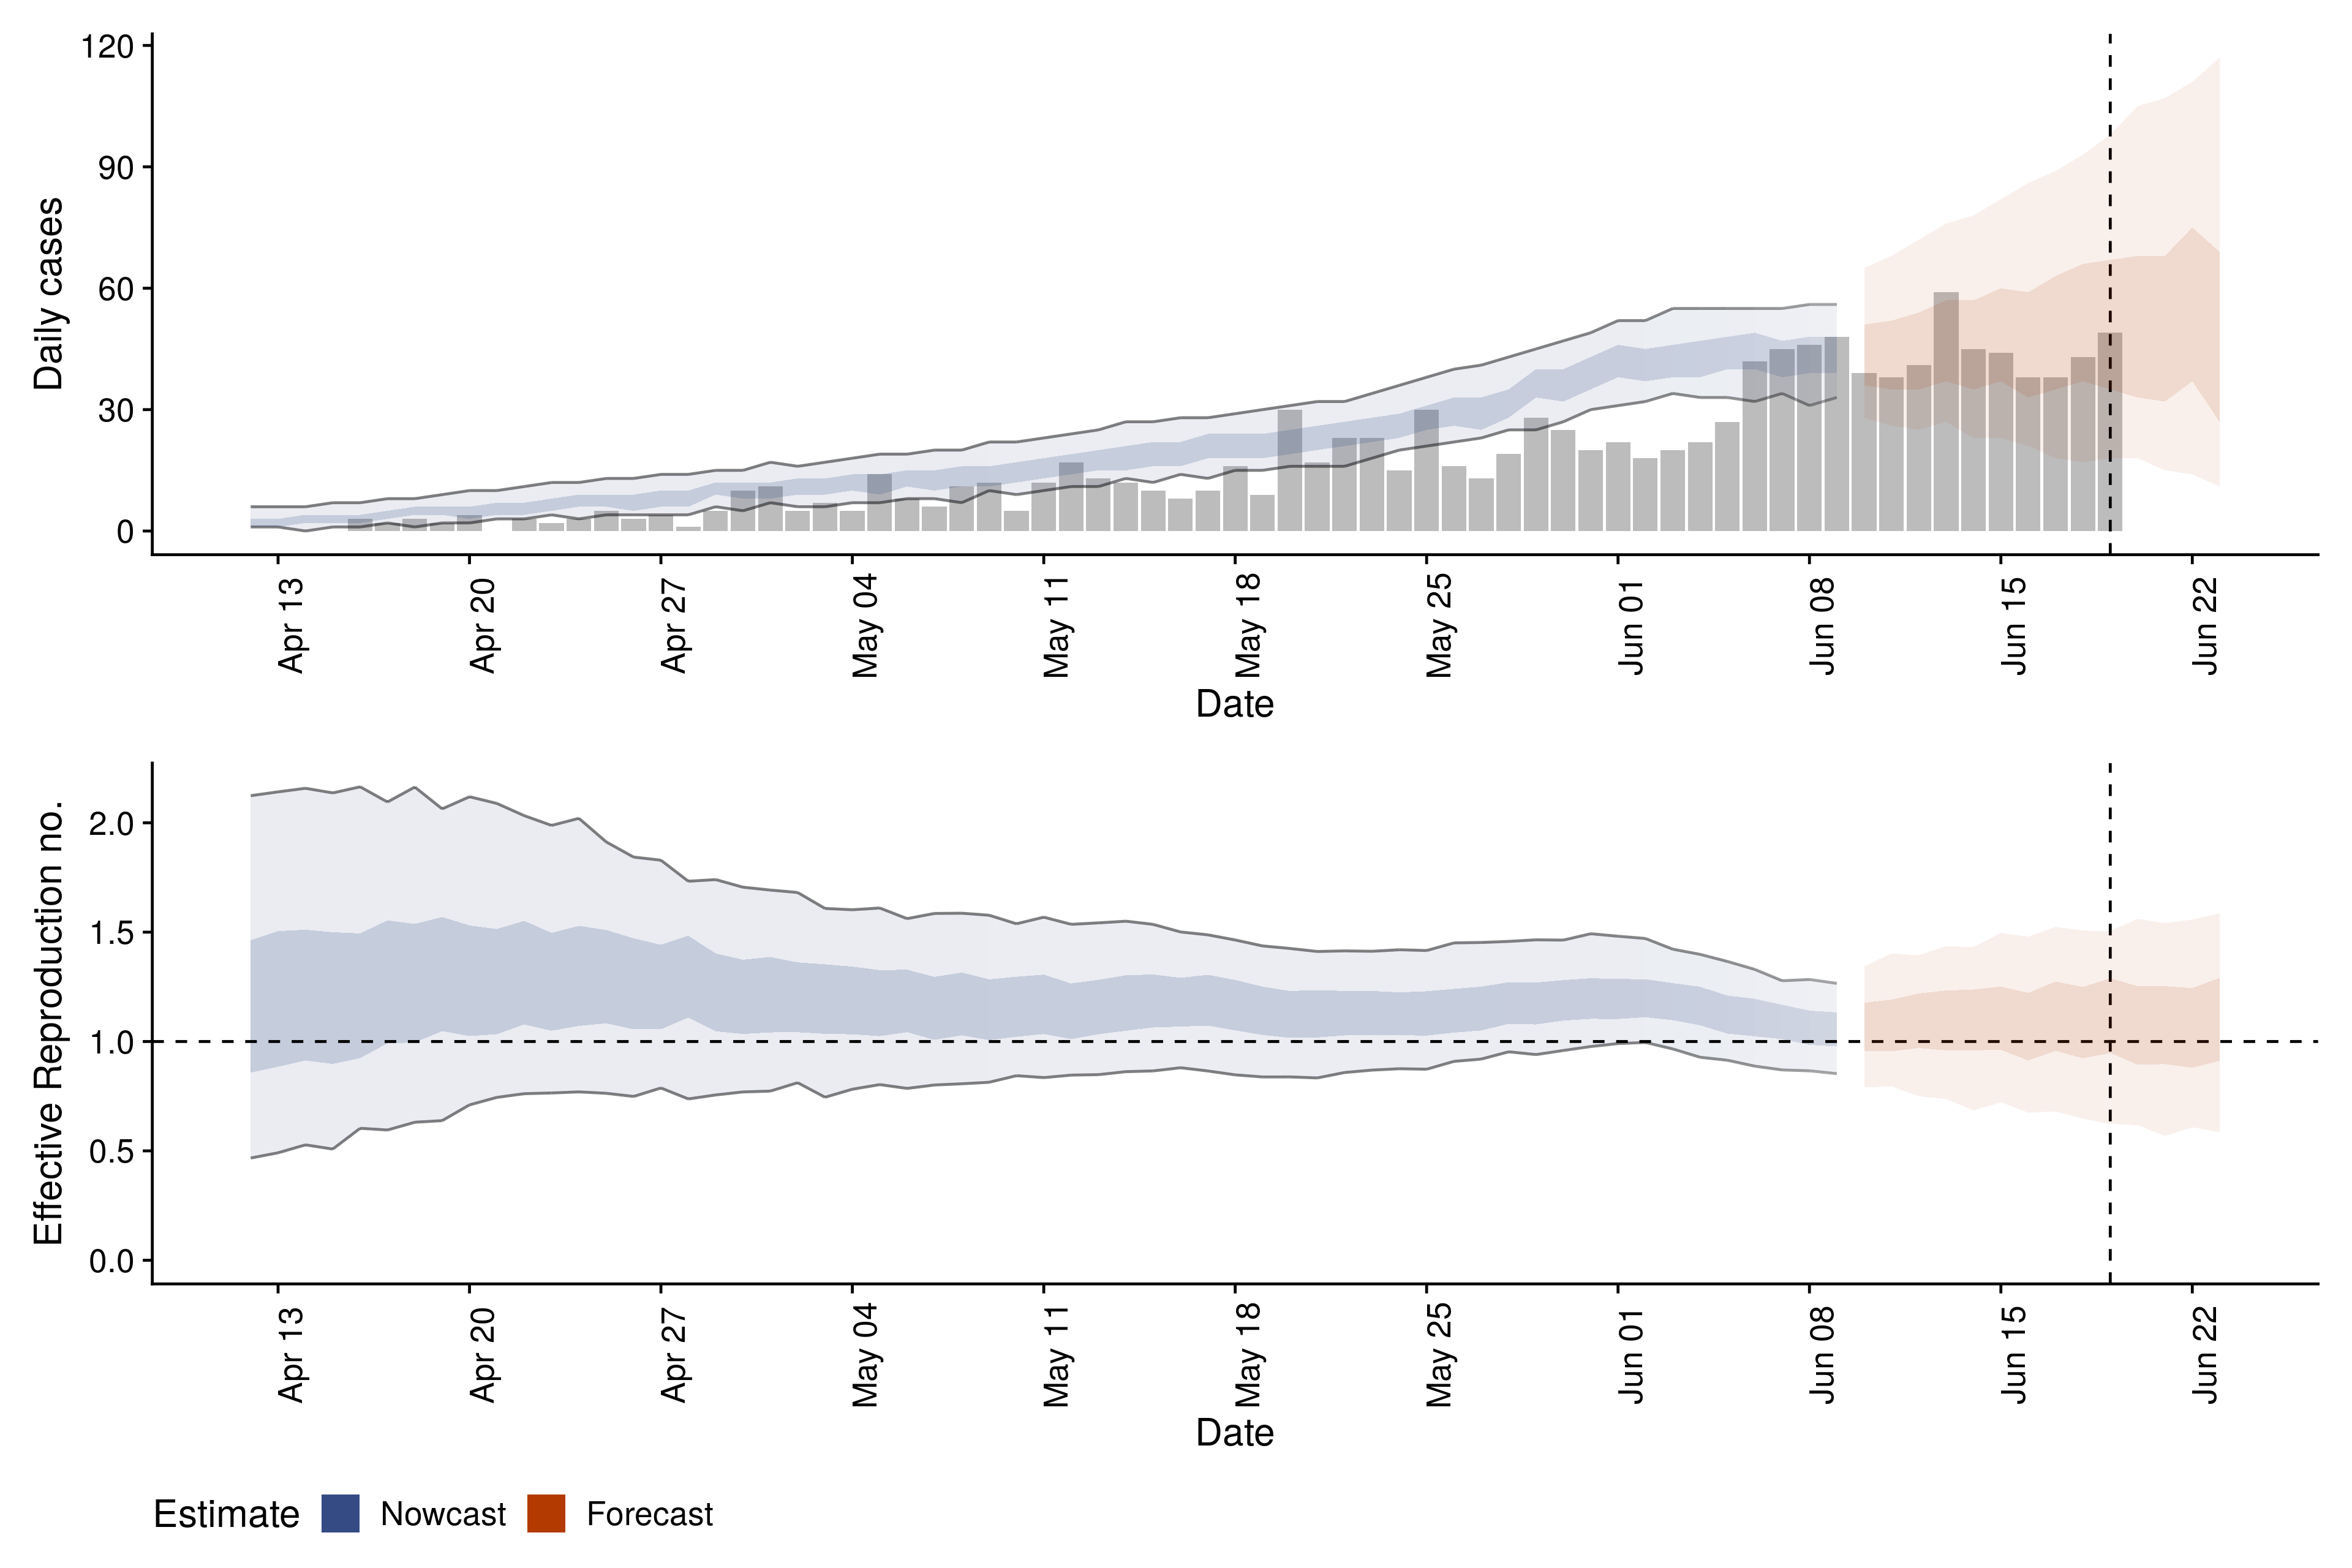 120
90
60
30
0
Daily cases
Apr 13
Apr 20
Apr 27
May 04
May 11
May 18
May 25
Jun 01
Jun 08
Jun 15
Jun 22
Date
2.0
1.5
1.0
0.5
0.0
Effective Reproduction no.
Apr 13
Apr 20
Apr 27
May 04
May 11
May 18
May 25
Jun 01
Jun 08
Jun 15
Jun 22
Date
Estimate Nowcast Forecast